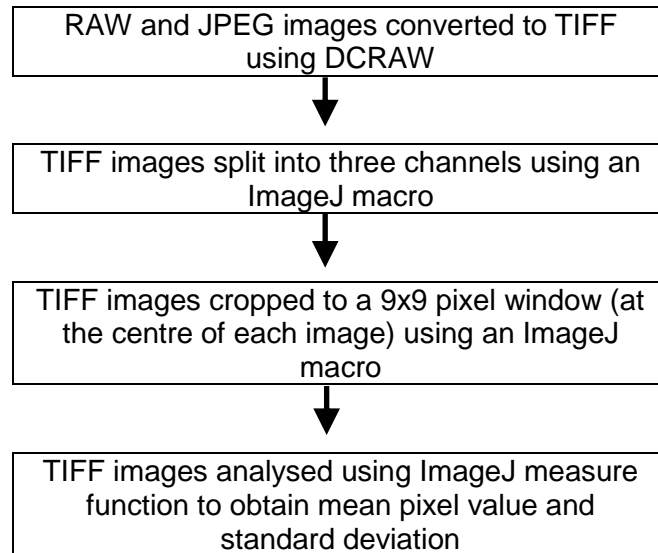 RAW and JPEG images converted to TIFF
using DCRAW
TIFF images split into three channels using an
ImageJ macro
TIFF images cropped to a 9x9 pixel window (at
the centre of each image) using an ImageJ
macro
TIFF images analysed using ImageJ measure
function to obtain mean pixel value and
standard deviation